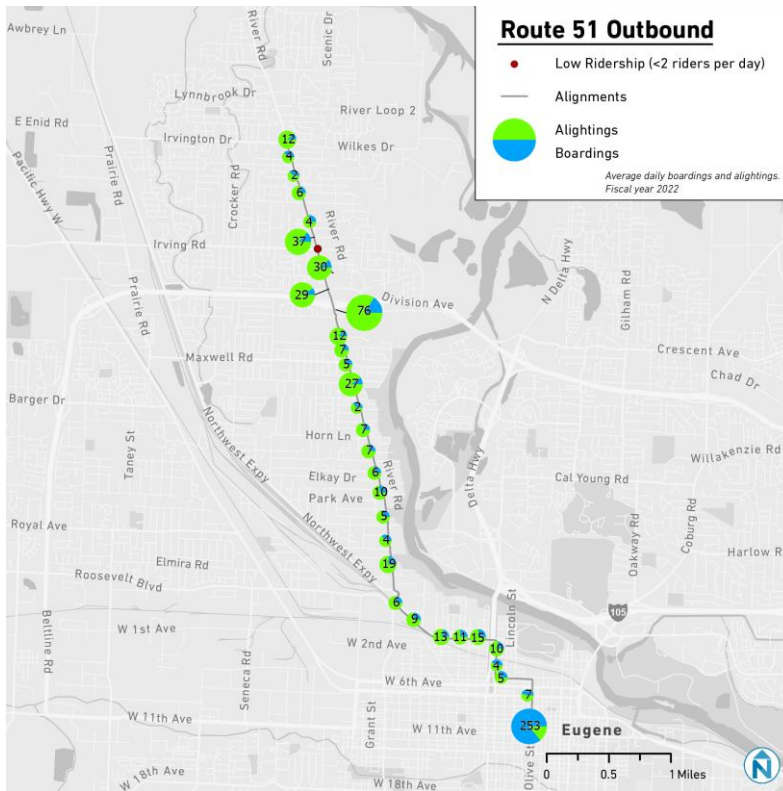 Route 51 Outbound
Low Ridership (<2 riders per day)
Alignments
Alightings
Boardings
Average daily boardings and alightings.
Fiscal year 2022
Awbrey Ln
River Rd
Scenic Dr
Lynnbrook Dr
River Loop 2
E Enid Rd
Irvington Dr
12
Wilkes Dr
4
Pacific Hwy W
Prairie Rd
Crocker Rd
2
6
4
River Rd
37
Irving Rd
30
N Delta Hwy
Gilham Rd
Prairie Rd
29
Division Ave
76
12
Maxwell Rd
7
Crescent Ave
5
Chad Dr
27
Barger Dr
2
Northwest Expy
Taney St
Horn Ln
7
Delta Hwy
7
Willakenzie Rd
Elkay Dr
6
River Rd
Cal Young Rd
Park Ave
10
Northwest Expy
5
Royal Ave
4
Oakway Rd
Coburg Rd
Elmira Rd
19
Harlow R
Roosevelt Blvd
6
Lincoln St
105
9
W 1st Ave
13
11
15
W 2nd Ave
10
Beltline Rd
Seneca Rd
4
W 6th Ave
5
7
W 11th Ave
Grant St
W 11th Ave
253
Eugene
Olive St
W 18th Ave
W 18th Ave
0
0.5
1 Miles
N